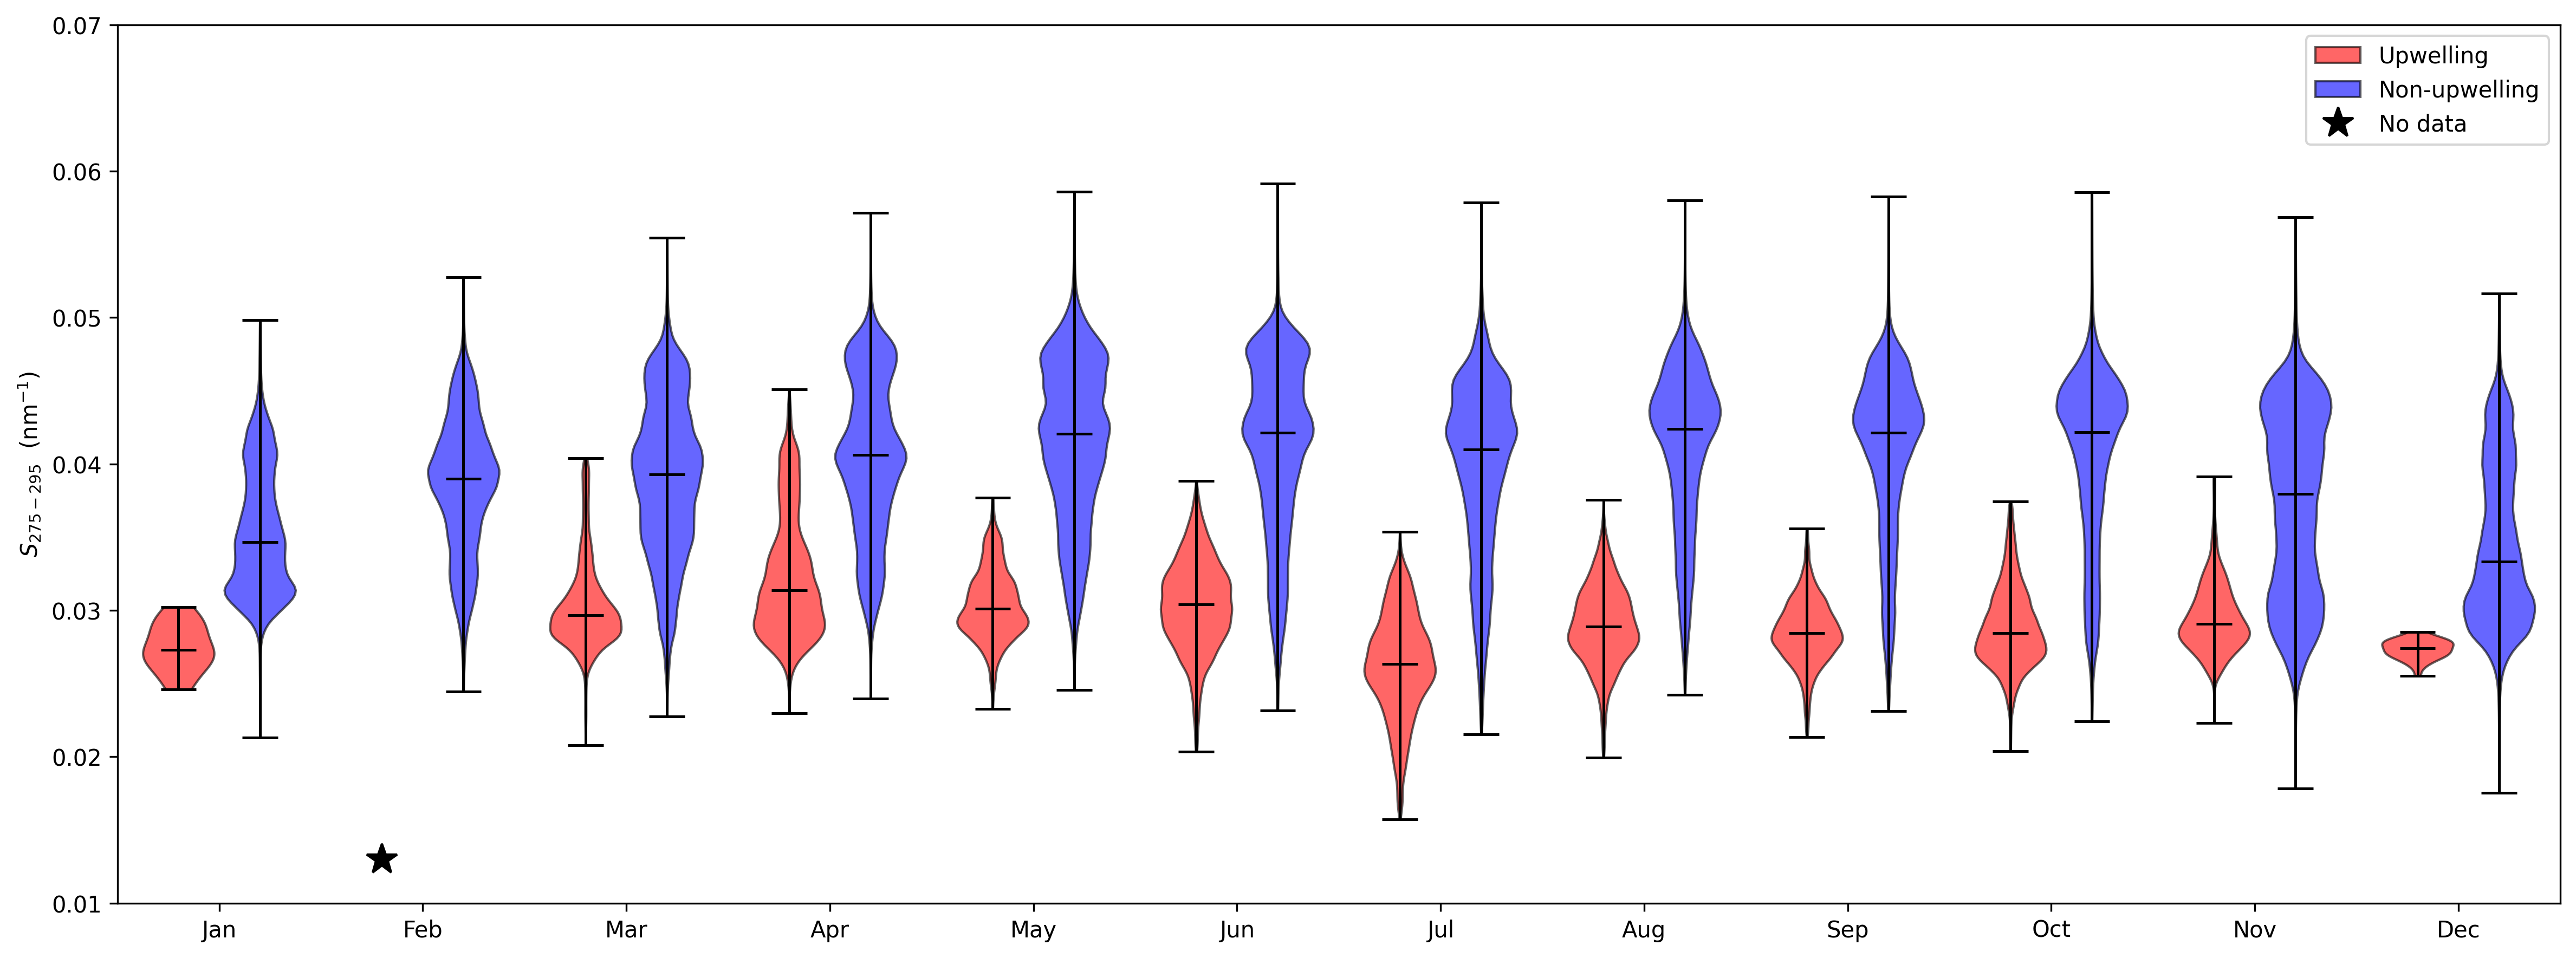 0.07
0.06
0.05
0.04
0.03
0.02
0.01
S₂₇₅₋₂₉₅ (nm⁻¹)
Upwelling
Non-upwelling
No data
Jan Feb Mar Apr May Jun Jul Aug Sep Oct Nov Dec